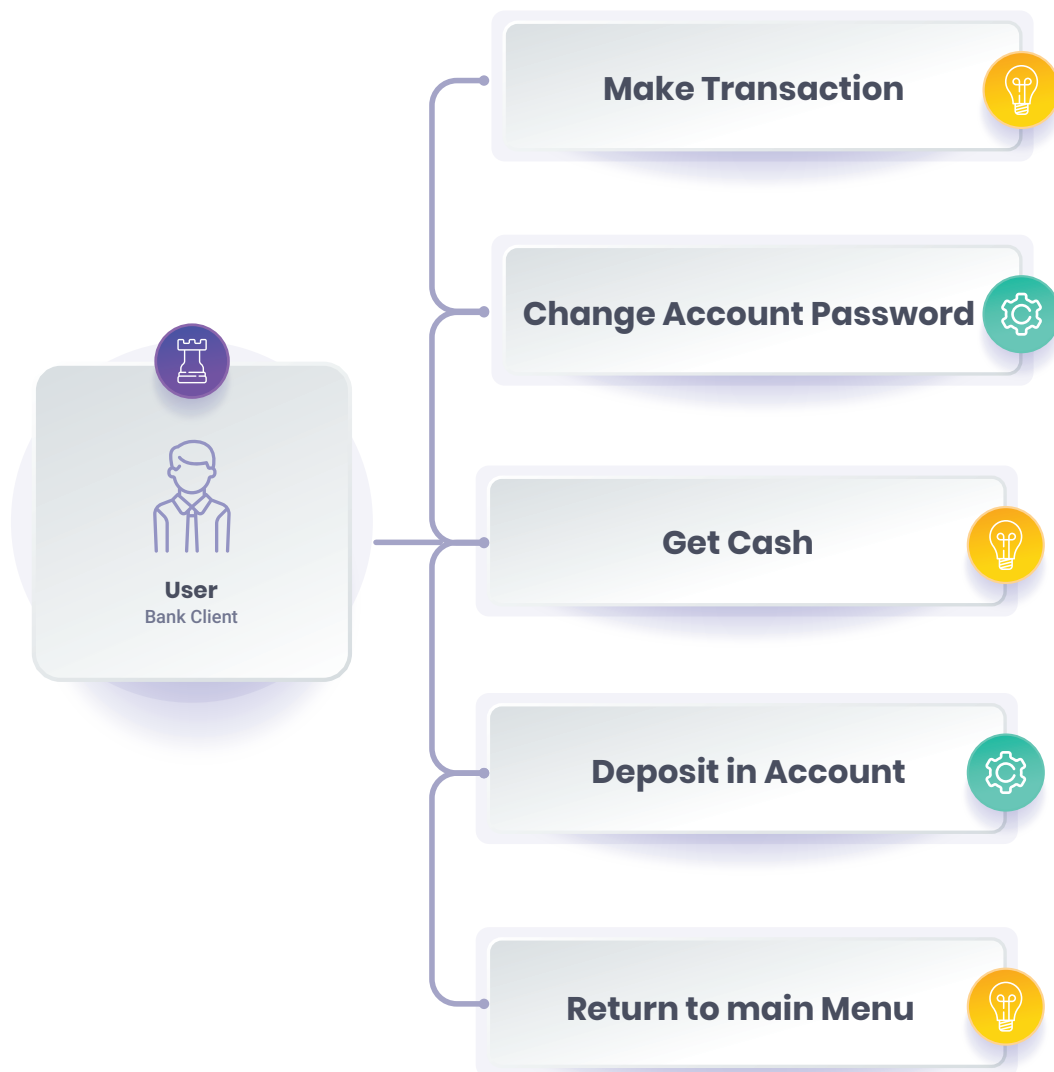 Make Transaction
Change Account Password
User
Bank Client
Get Cash
Deposit in Account
Return to main Menu